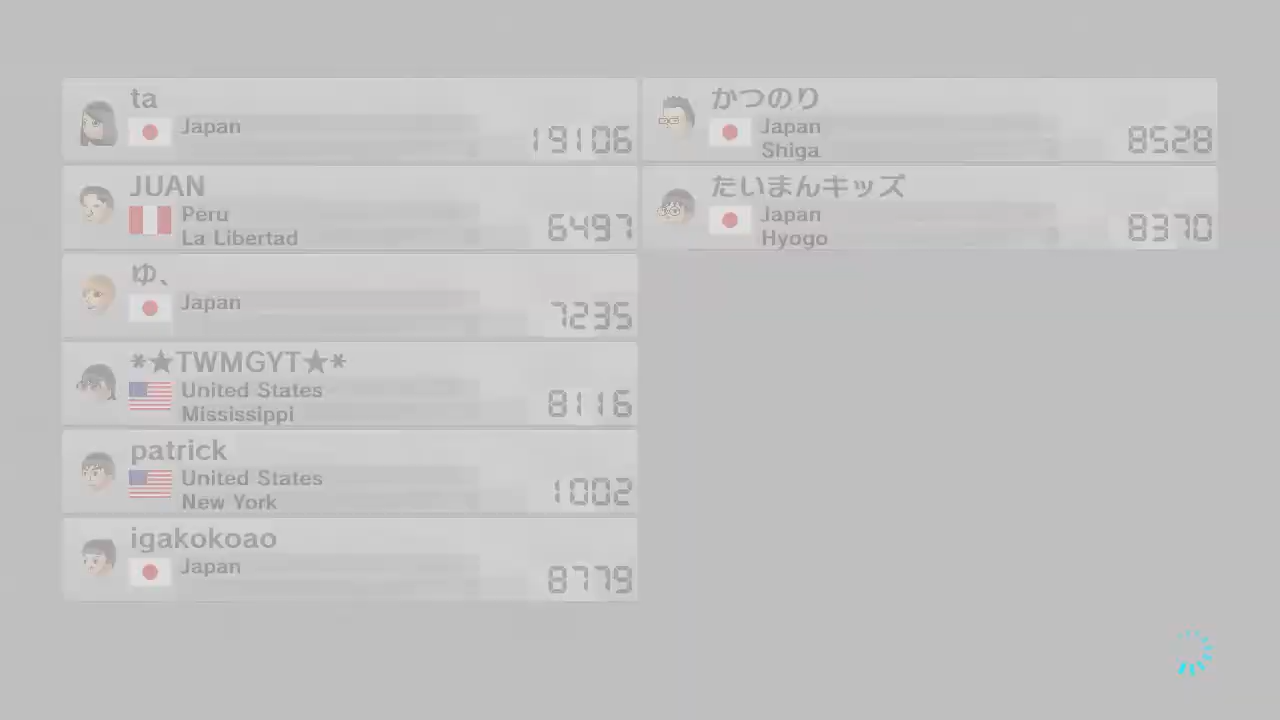 ta
Japan
19106
JUAN
Peru
La Libertad
6497
ゆ、
Japan
7235
*★TWMGYT★*
United States
Mississippi
8116
patrick
United States
New York
1002
igakokoao
Japan
8779
かつのり
Japan
Shiga
8528
たいまんキッズ
Japan
Hyogo
8370